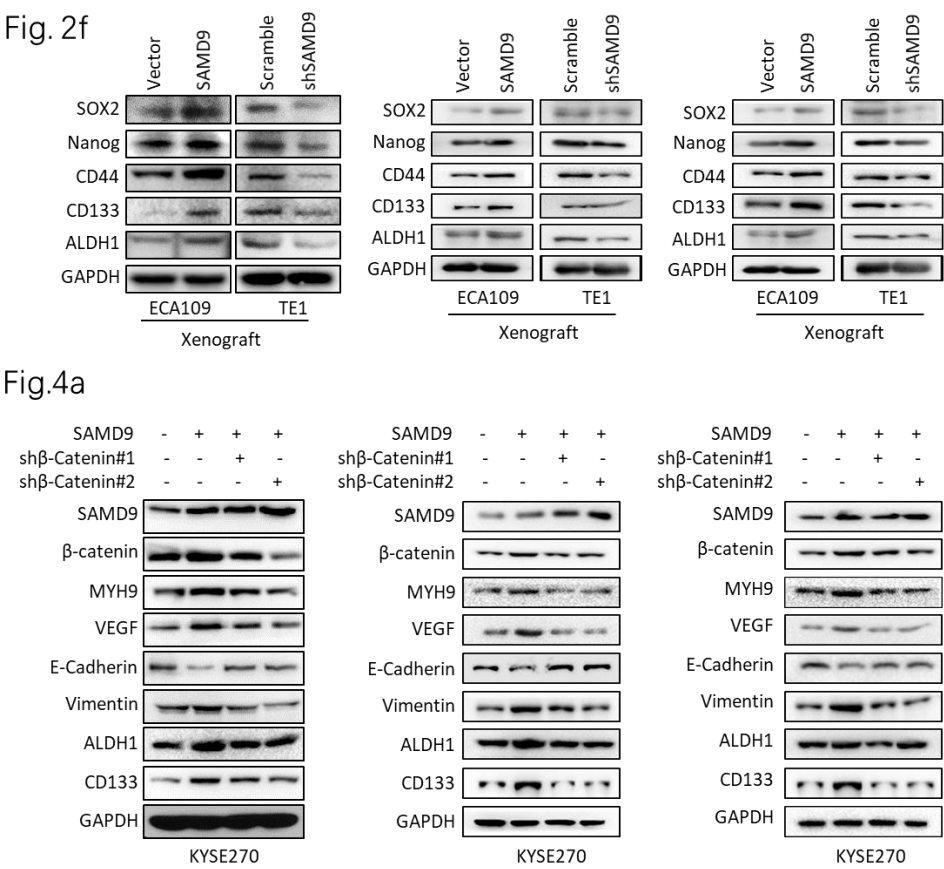 Fig. 2f
Vector SAMD9 Scramble shSAMD9
SOX2
Nanog
CD44
CD133
ALDH1
GAPDH
ECA109 TE1
Xenograft
Vector SAMD9 Scramble shSAMD9
SOX2
Nanog
CD44
CD133
ALDH1
GAPDH
ECA109 TE1
Xenograft
Vector SAMD9 Scramble shSAMD9
SOX2
Nanog
CD44
CD133
ALDH1
GAPDH
ECA109 TE1
Xenograft
Fig.4a
SAMD9 - + + +
shβ-Catenin#1 - - + -
shβ-Catenin#2 - - - +
SAMD9
β-catenin
MYH9
VEGF
E-Cadherin
Vimentin
ALDH1
CD133
GAPDH
KYSE270
SAMD9 - + + +
shβ-Catenin#1 - - + -
shβ-Catenin#2 - - - +
SAMD9
β-catenin
MYH9
VEGF
E-Cadherin
Vimentin
ALDH1
CD133
GAPDH
KYSE270
SAMD9 - + + +
shβ-Catenin#1 - - + -
shβ-Catenin#2 - - - +
SAMD9
β-catenin
MYH9
VEGF
E-Cadherin
Vimentin
ALDH1
CD133
GAPDH
KYSE270